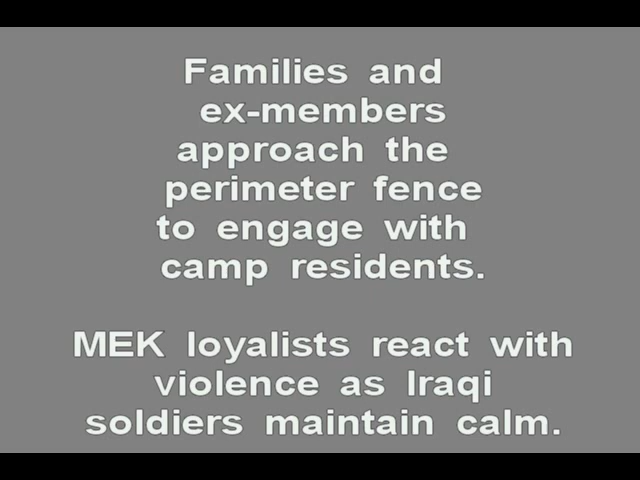 Families and
ex-members
approach the
perimeter fence
to engage with
camp residents.
MEK loyalists react with
violence as Iraqi
soldiers maintain calm.